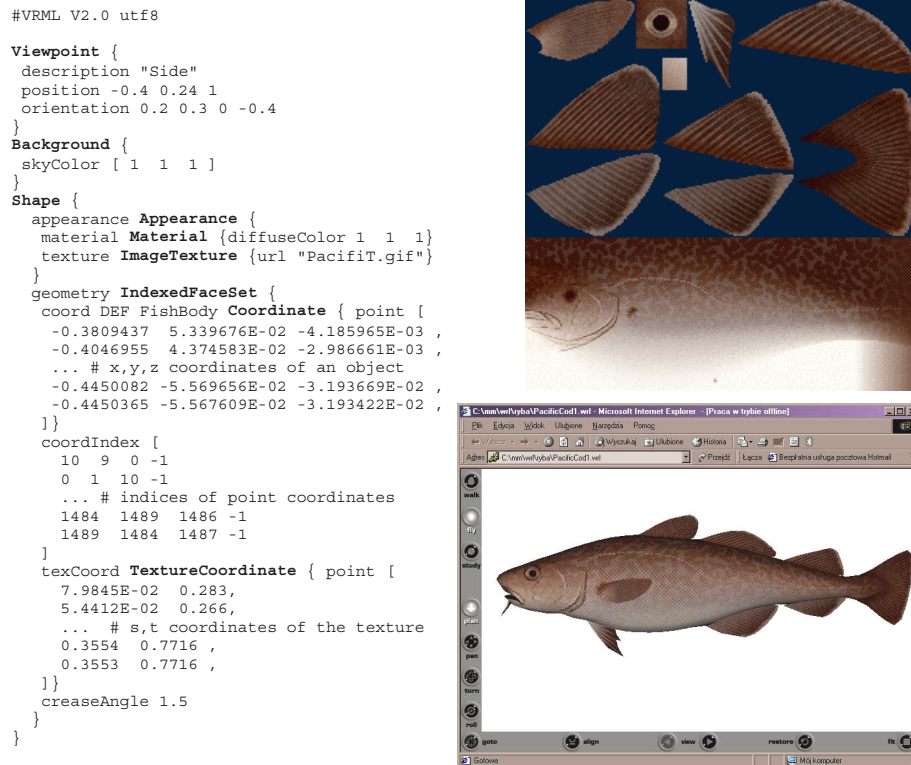 #VRML V2.0 utf8
Viewpoint {
description "Side"
position -0.4 0.24 1
orientation 0.2 0.3 0 -0.4
}
Background {
skyColor [ 1 1 1 ]
}
Shape {
appearance Appearance {
material Material {diffuseColor 1 1 1}
texture ImageTexture {url "PacifiT.gif"}
}
geometry IndexedFaceSet {
coord DEF FishBody Coordinate { point [
-0.3809437 5.339676E-02 -4.185965E-03 ,
-0.4046955 4.374583E-02 -2.986661E-03 ,
... # x,y,z coordinates of an object
-0.4450082 -5.569656E-02 -3.193669E-02 ,
-0.4450365 -5.567609E-02 -3.193422E-02 ,
]}
coordIndex [
10 9 0 -1
0 1 10 -1
... # indices of point coordinates
1484 1489 1486 -1
1489 1484 1487 -1
]
texCoord TextureCoordinate { point [
7.9845E-02 0.283,
5.4412E-02 0.266,
... # s,t coordinates of the texture
0.3554 0.7716 ,
0.3553 0.7716 ,
]}
creaseAngle 1.5
}
}
C:\mm\wrl\ryba\PacificCod1.wrl - Microsoft Internet Explorer - [Praca w trybie offline]
Plik Edycja Widok Ulubione Narzędzia Pomoc
Wstecz Wyszukaj Ulubione Historia
Adres C:\mm\wrl\ryba\PacificCod1.wrl Przejdź Łącza Bezpłatna usługa pocztowa Hotmail
walk
fly
study
plan
pan
turn
roll
goto align view restore fit
Gotowe Mój komputer